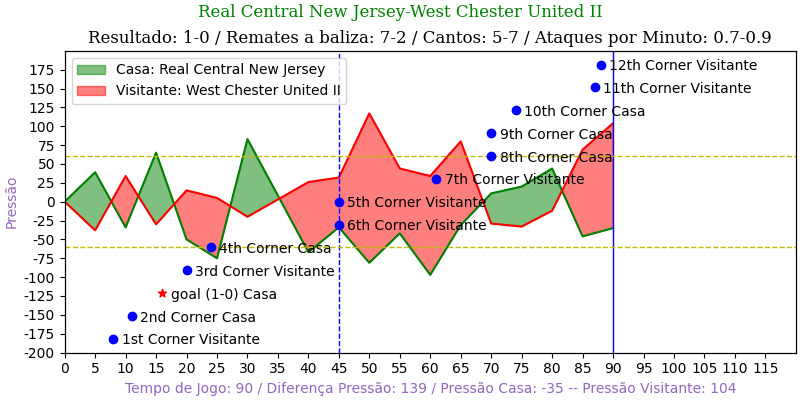 Real Central New Jersey-West Chester United II
Resultado: 1-0 / Remates a baliza: 7-2 / Cantos: 5-7 / Ataques por Minuto: 0.7-0.9
Casa: Real Central New Jersey
Visitante: West Chester United II
12th Corner Visitante
11th Corner Visitante
10th Corner Casa
9th Corner Casa
8th Corner Casa
7th Corner Visitante
5th Corner Visitante
6th Corner Visitante
4th Corner Casa
3rd Corner Visitante
goal (1-0) Casa
2nd Corner Casa
1st Corner Visitante
Pressão
175
150
125
100
75
50
25
0
-25
-50
-75
-100
-125
-150
-175
-200
0 5 10 15 20 25 30 35 40 45 50 55 60 65 70 75 80 85 90 95 100 105 110 115
Tempo de Jogo: 90 / Diferença Pressão: 139 / Pressão Casa: -35 -- Pressão Visitante: 104